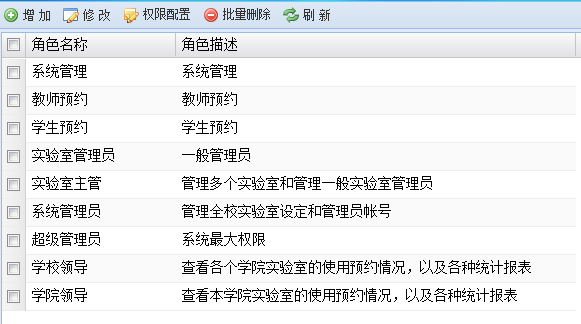 增 加 修 改 权限配置 批量删除 刷 新
角色名称 角色描述
系统管理 系统管理
教师预约 教师预约
学生预约 学生预约
实验室管理员 一般管理员
实验室主管 管理多个实验室和管理一般实验室管理员
系统管理员 管理全校实验室设定和管理员帐号
超级管理员 系统最大权限
学校领导 查看各个学院实验室的使用预约情况，以及各种统计报表
学院领导 查看本学院实验室的使用预约情况，以及各种统计报表